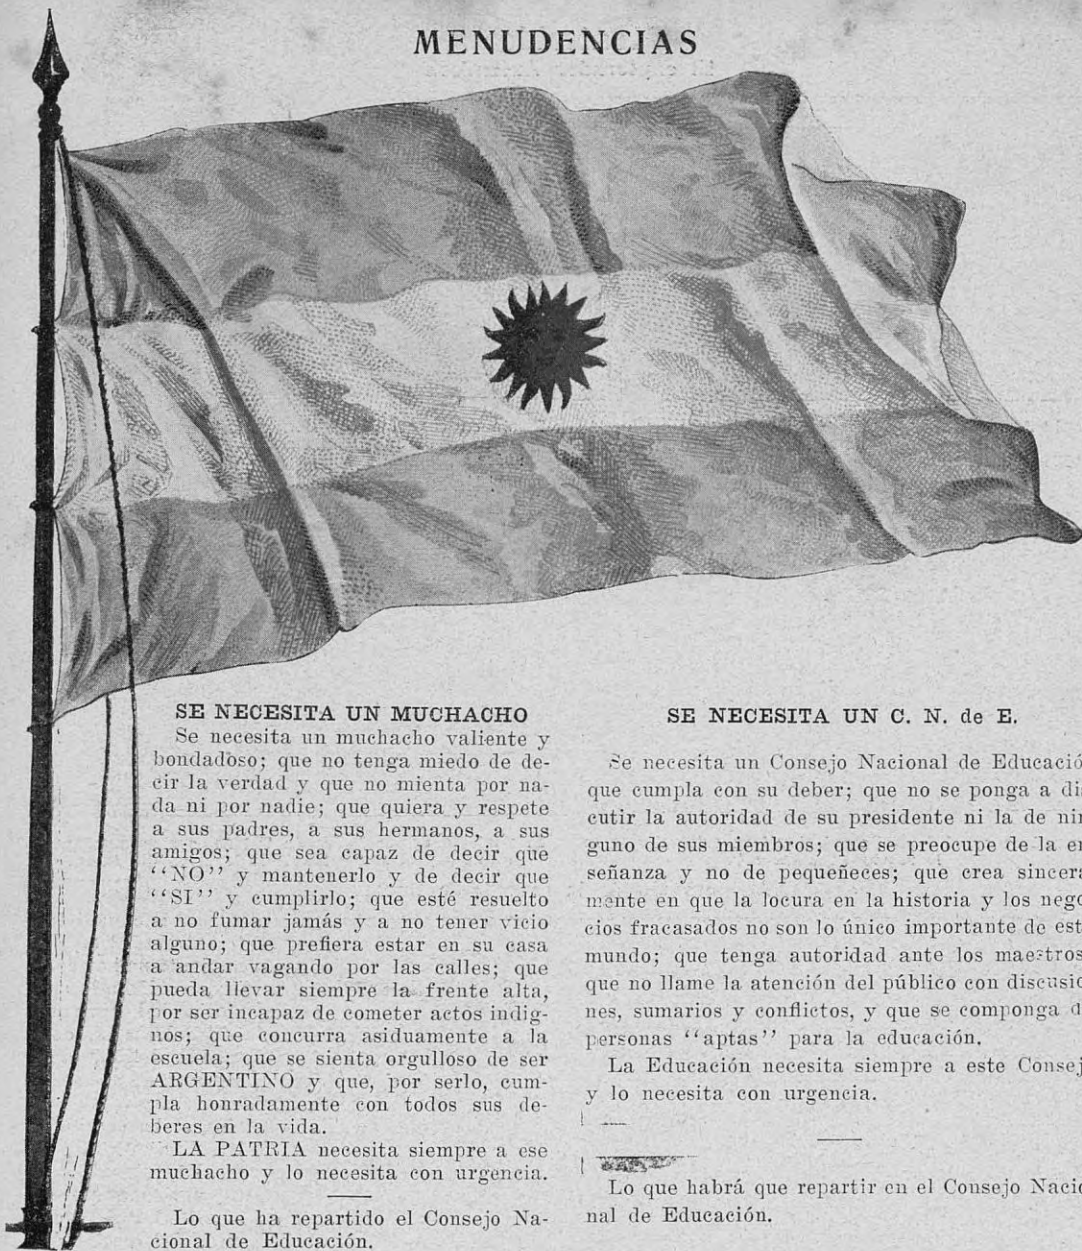 MENUDENCIAS
SE NECESITA UN MUCHACHO
Se necesita un muchacho valiente y
bondadoso; que no tenga miedo de de-
cir la verdad y que no mienta por na-
da ni por nadie; que quiera y respete
a sus padres, a sus hermanos, a sus
amigos; que sea capaz de decir que
‘‘NO’’ y mantenerlo y de decir que
‘‘SI’’ y cumplirlo; que esté resuelto
a no fumar jamás y a no tener vicio
alguno; que prefiera estar en su casa
a andar vagando por las calles; que
pueda llevar siempre la frente alta,
por ser incapaz de cometer actos indig-
nos; que concurra asiduamente a la
escuela; que se sienta orgulloso de ser
ARGENTINO y que, por serlo, cum-
pla honradamente con todos sus de-
beres en la vida.
LA PATRIA necesita siempre a ese
muchacho y lo necesita con urgencia.
Lo que ha repartido el Consejo Na-
cional de Educación.
SE NECESITA UN C. N. de E.
Se necesita un Consejo Nacional de Educació
que cumpla con su deber; que no se ponga a dis
cutir la autoridad de su presidente ni la de nin
guno de sus miembros; que se preocupe de la en
señanza y no de pequeñeces; que crea sincera
mente en que la locura en la historia y los nego
cios fracasados no son lo único importante de est
mundo; que tenga autoridad ante los maestros
que no llame la atención del público con discusio
nes, sumarios y conflictos, y que se componga d
personas ‘‘aptas’’ para la educación.
La Educación necesita siempre a este Consej
y lo necesita con urgencia.
Lo que habrá que repartir en el Consejo Nacio
nal de Educación.